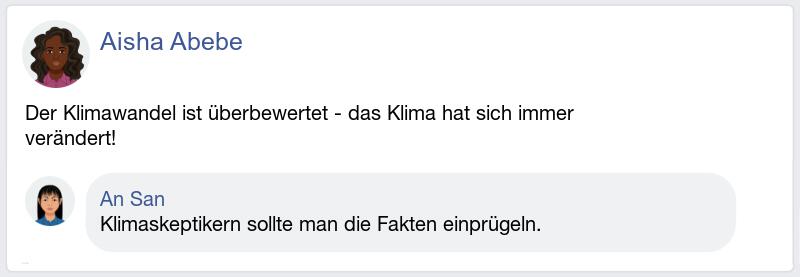 Aisha Abebe
Der Klimawandel ist überbewertet - das Klima hat sich immer
verändert!
An San
Klimaskeptikern sollte man die Fakten einprügeln.